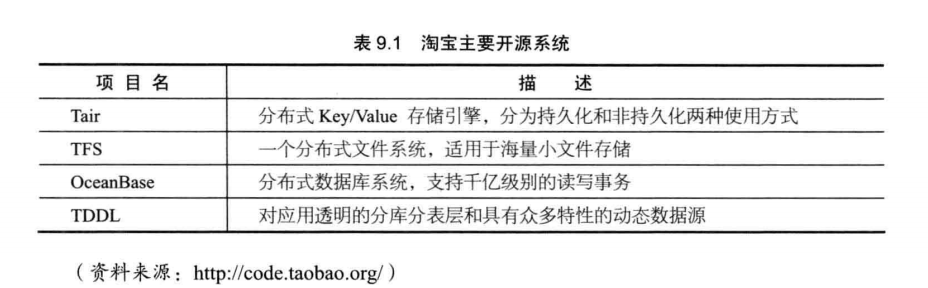 表 9.1 淘宝主要开源系统
项 目 名 描 述
Tair 分布式 Key/Value 存储引擎，分为持久化和非持久化两种使用方式
TFS 一个分布式文件系统，适用于海量小文件存储
OceanBase 分布式数据库系统，支持千亿级别的读写事务
TDDL 对应用透明的分库分表层和具有众多特性的动态数据源
（资料来源：http://code.taobao.org/）